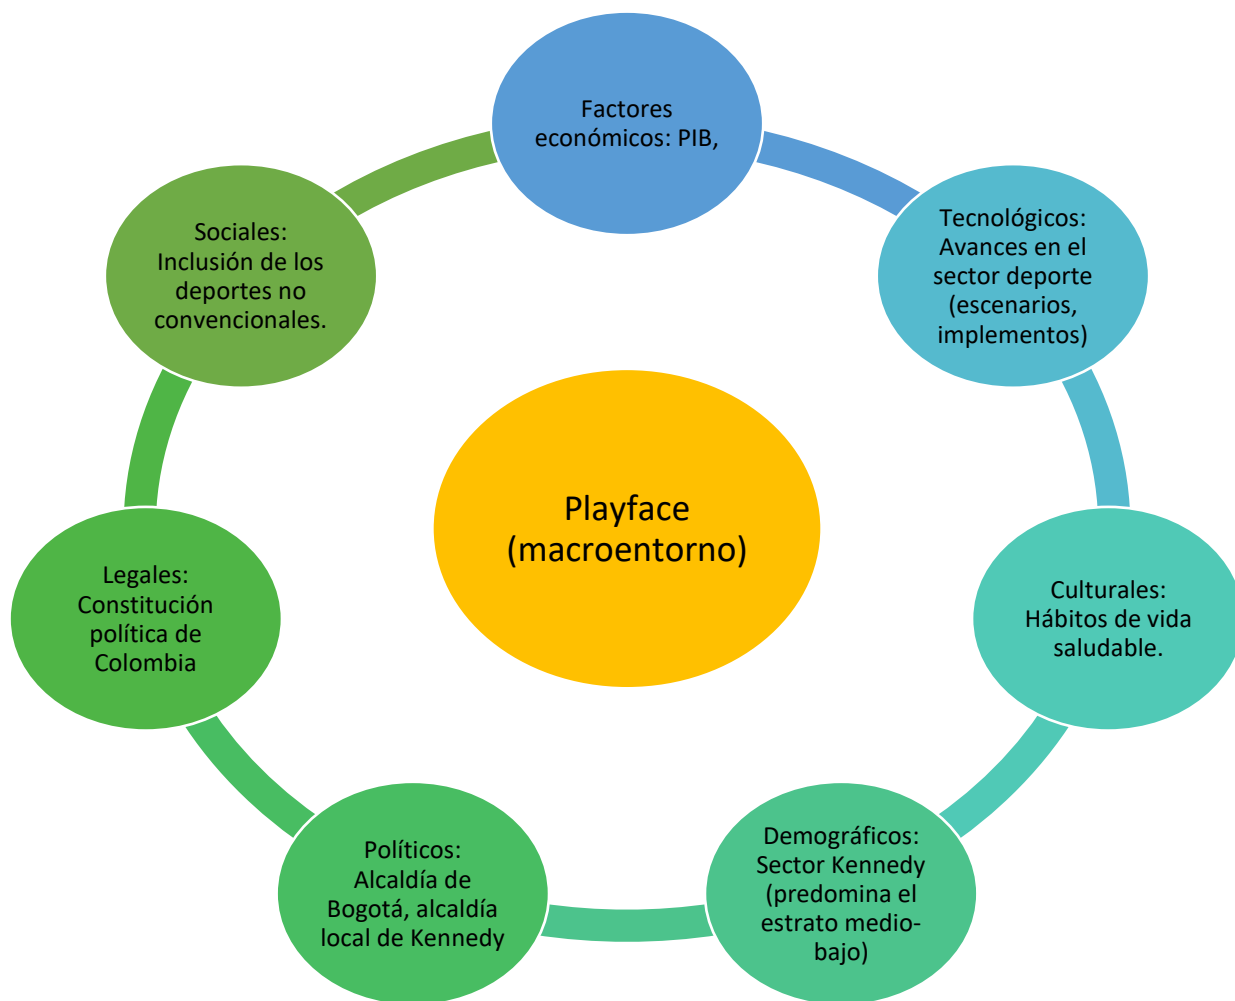 Factores
económicos: PIB,
Tecnológicos:
Avances en el
sector deporte
(escenarios,
implementos)
Culturales:
Hábitos de vida
saludable.
Demográficos:
Sector Kennedy
(predomina el
estrato medio-
bajo)
Políticos:
Alcaldía de
Bogotá, alcaldía
local de Kennedy
Legales:
Constitución
política de
Colombia
Sociales:
Inclusión de los
deportes no
convencionales.
Playface
(macroentorno)